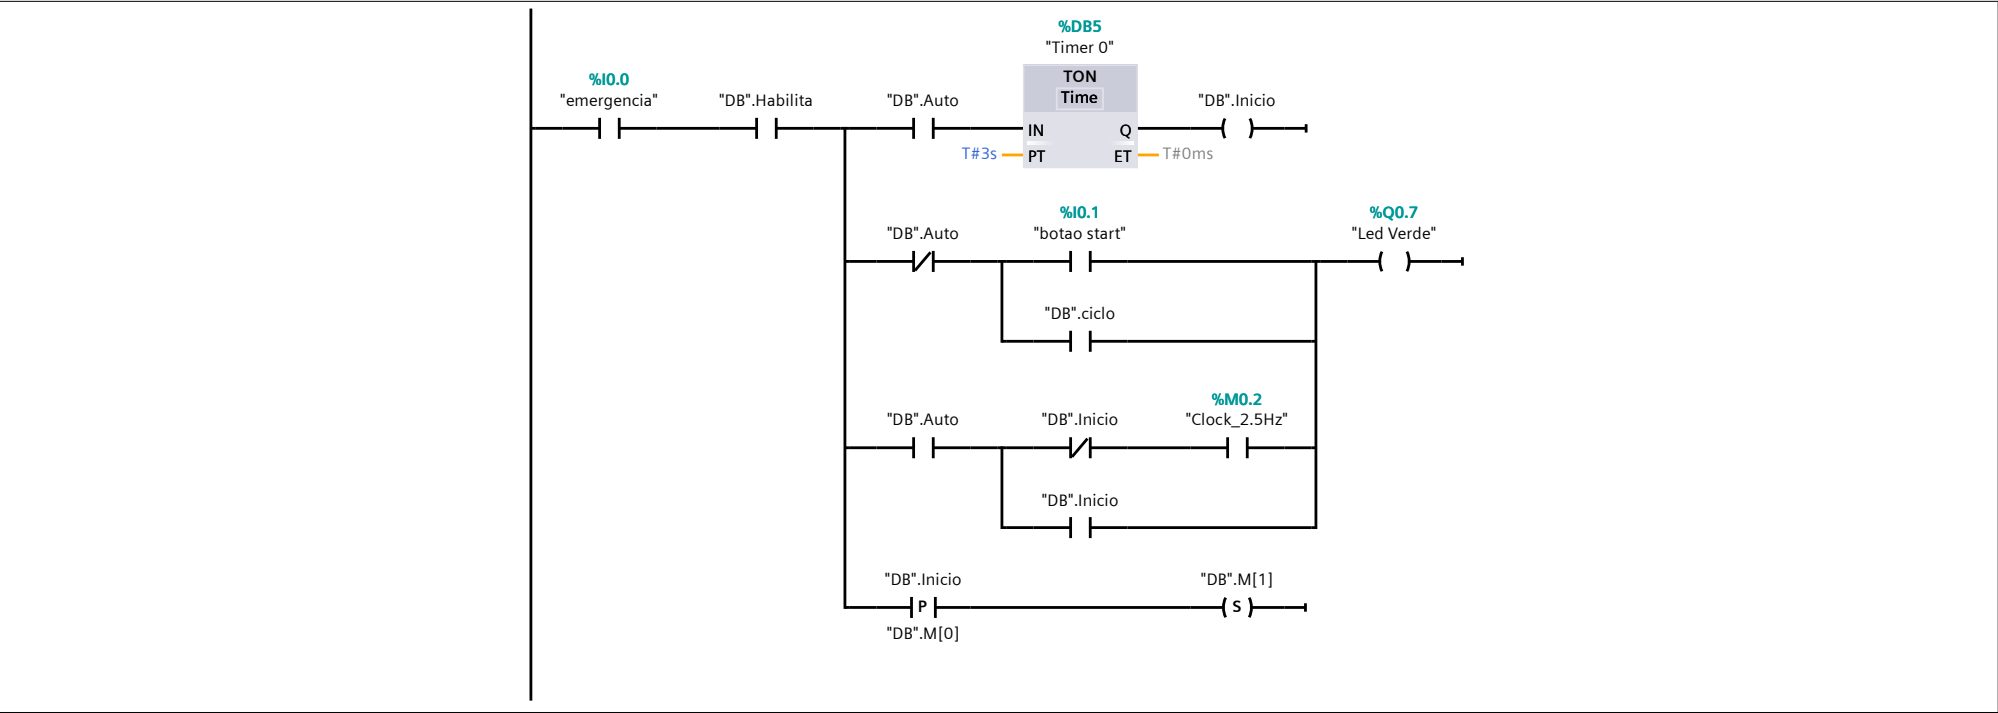 %DB5
"Timer 0"
%I0.0
"emergencia"
"DB".Habilita
"DB".Auto
TON
Time
"DB".Inicio
IN
Q
T#3s
PT
ET
T#0ms
"DB".Auto
%I0.1
"botao start"
%Q0.7
"Led Verde"
"DB".ciclo
"DB".Auto
"DB".Inicio
%M0.2
"Clock_2.5Hz"
"DB".Inicio
"DB".Inicio
P
"DB".M[0]
"DB".M[1]
S